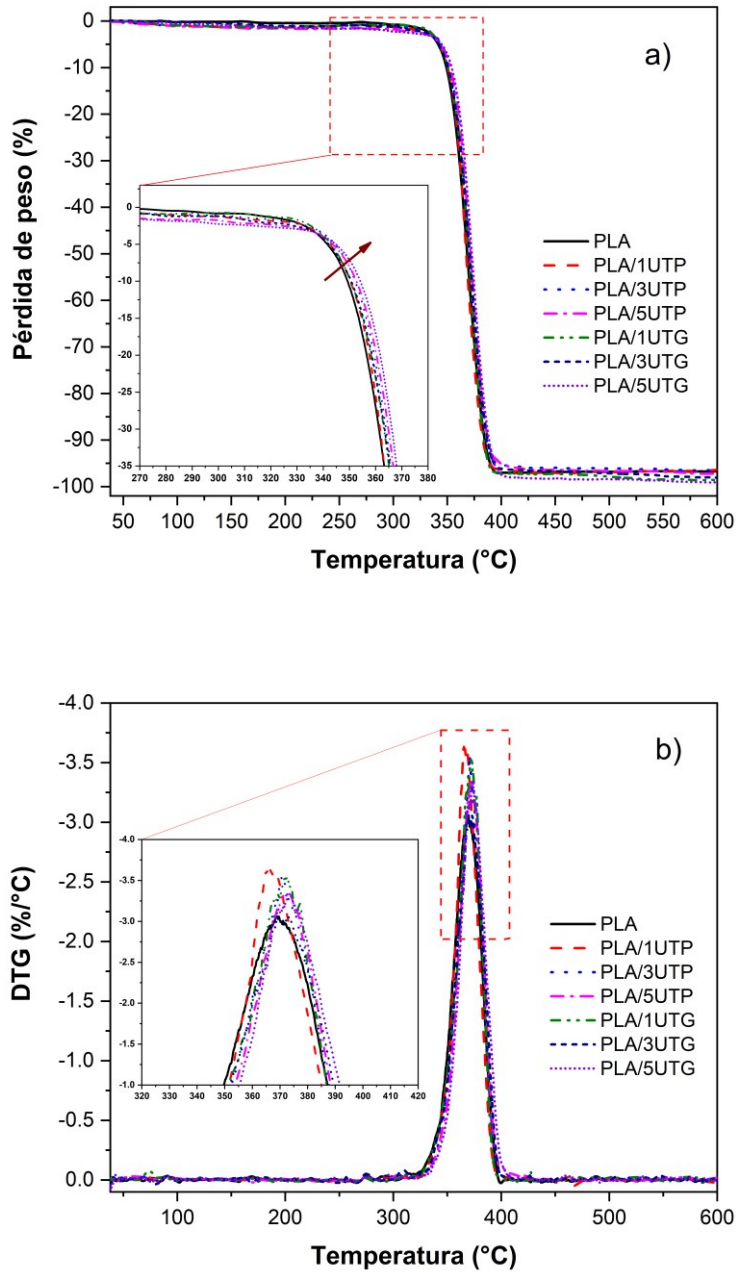 a)
Pérdida de peso (%)
0
-10
-20
-30
-40
-50
-60
-70
-80
-90
-100
0
-5
-10
-15
-20
-25
-30
-35
270 280 290 300 310 320 330 340 350 360 370 380
PLA
PLA/1UTP
PLA/3UTP
PLA/5UTP
PLA/1UTG
PLA/3UTG
PLA/5UTG
50 100 150 200 250 300 350 400 450 500 550 600
Temperatura (°C)
b)
DTG (%/°C)
-4.0
-3.5
-3.0
-2.5
-2.0
-1.5
-1.0
-0.5
0.0
-4.0
-3.5
-3.0
-2.5
-2.0
-1.5
-1.0
320 330 340 350 360 370 380 390 400 410 420
PLA
PLA/1UTP
PLA/3UTP
PLA/5UTP
PLA/1UTG
PLA/3UTG
PLA/5UTG
100 200 300 400 500 600
Temperatura (°C)